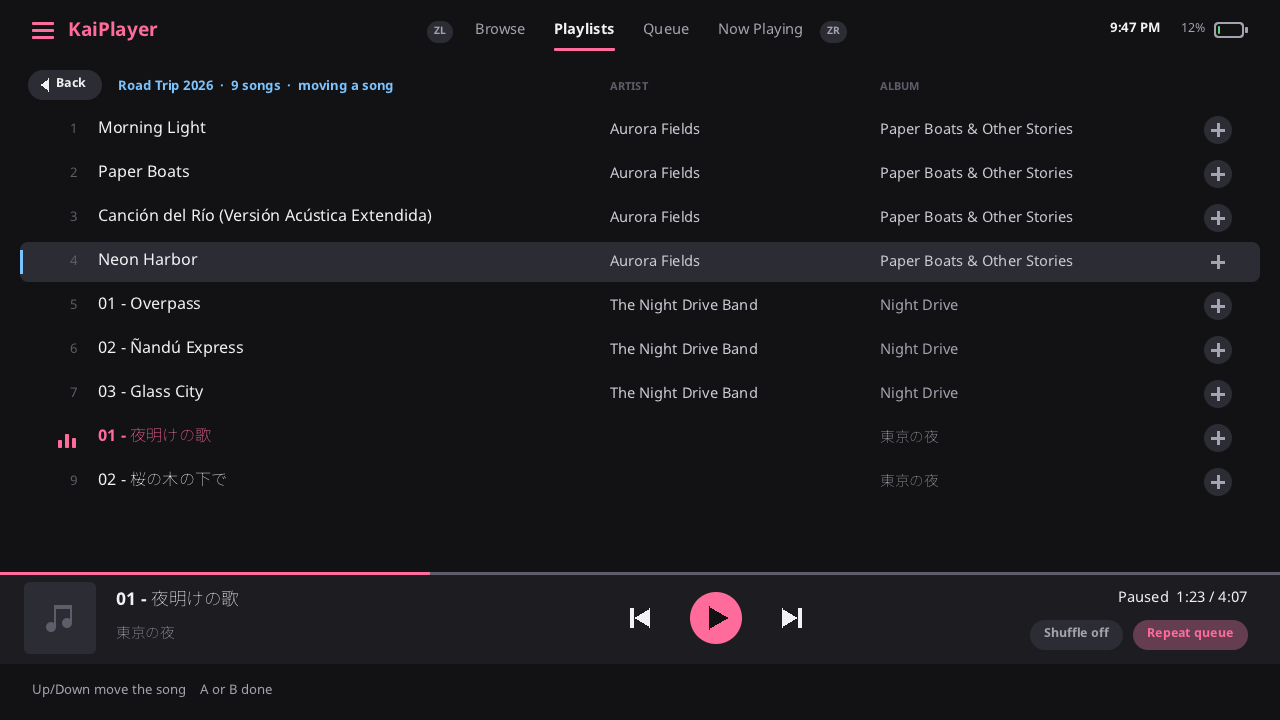 KaiPlayer ZL Browse Playlists Queue Now Playing ZR 9:47 PM 12%
Back Road Trip 2026 · 9 songs · moving a song ARTIST ALBUM
1 Morning Light Aurora Fields Paper Boats & Other Stories
2 Paper Boats Aurora Fields Paper Boats & Other Stories
3 Canción del Río (Versión Acústica Extendida) Aurora Fields Paper Boats & Other Stories
4 Neon Harbor Aurora Fields Paper Boats & Other Stories
5 01 - Overpass The Night Drive Band Night Drive
6 02 - Ñandú Express The Night Drive Band Night Drive
7 03 - Glass City The Night Drive Band Night Drive
01 - 夜明けの歌 東京の夜
9 02 - 桜の木の下で 東京の夜
01 - 夜明けの歌
東京の夜
Paused 1:23 / 4:07
Shuffle off Repeat queue
Up/Down move the song A or B done